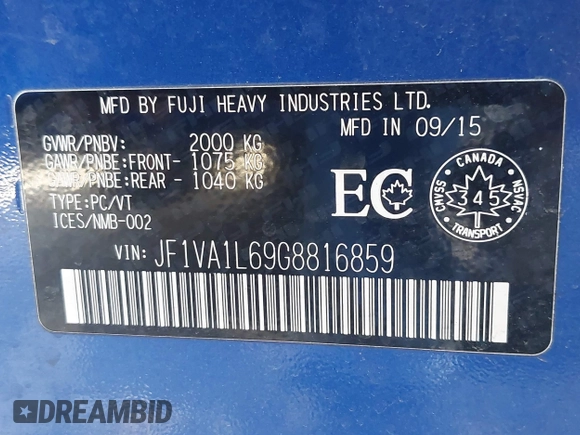 MFD BY FUJI HEAVY INDUSTRIES LTD.
GVWR/PNBV: 2000 KG MFD IN 09/15
GAWR/PNBE:FRONT- 1075 KG
GAWR/PNBE:REAR - 1040 KG
TYPE:PC/VT
ICES/NMB-002
EC
CANADA
CNVSS 345 NSVAC
TRANSPORT
VIN: JF1VA1L69G8816859
DREAMBID